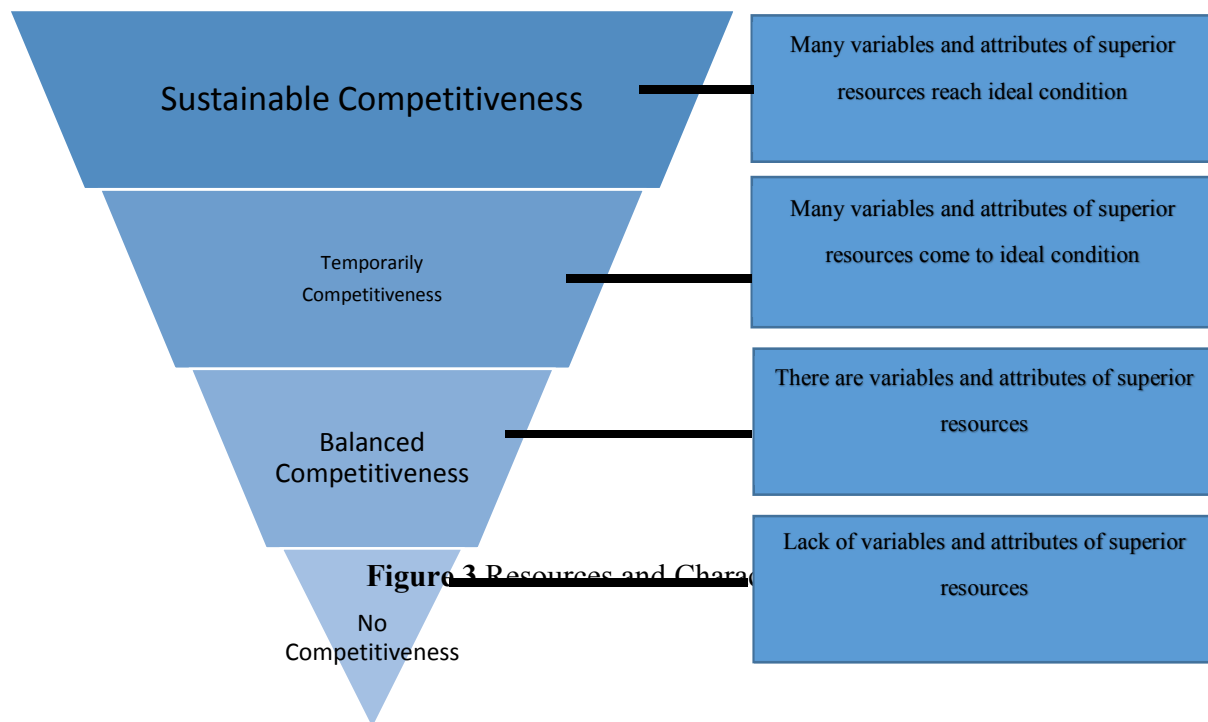 Sustainable Competitiveness
Many variables and attributes of superior
resources reach ideal condition
Temporarily
Competitiveness
Many variables and attributes of superior
resources come to ideal condition
Balanced
Competitiveness
There are variables and attributes of superior
resources
No
Competitiveness
Lack of variables and attributes of superior
resources
Figure 3 Resources and